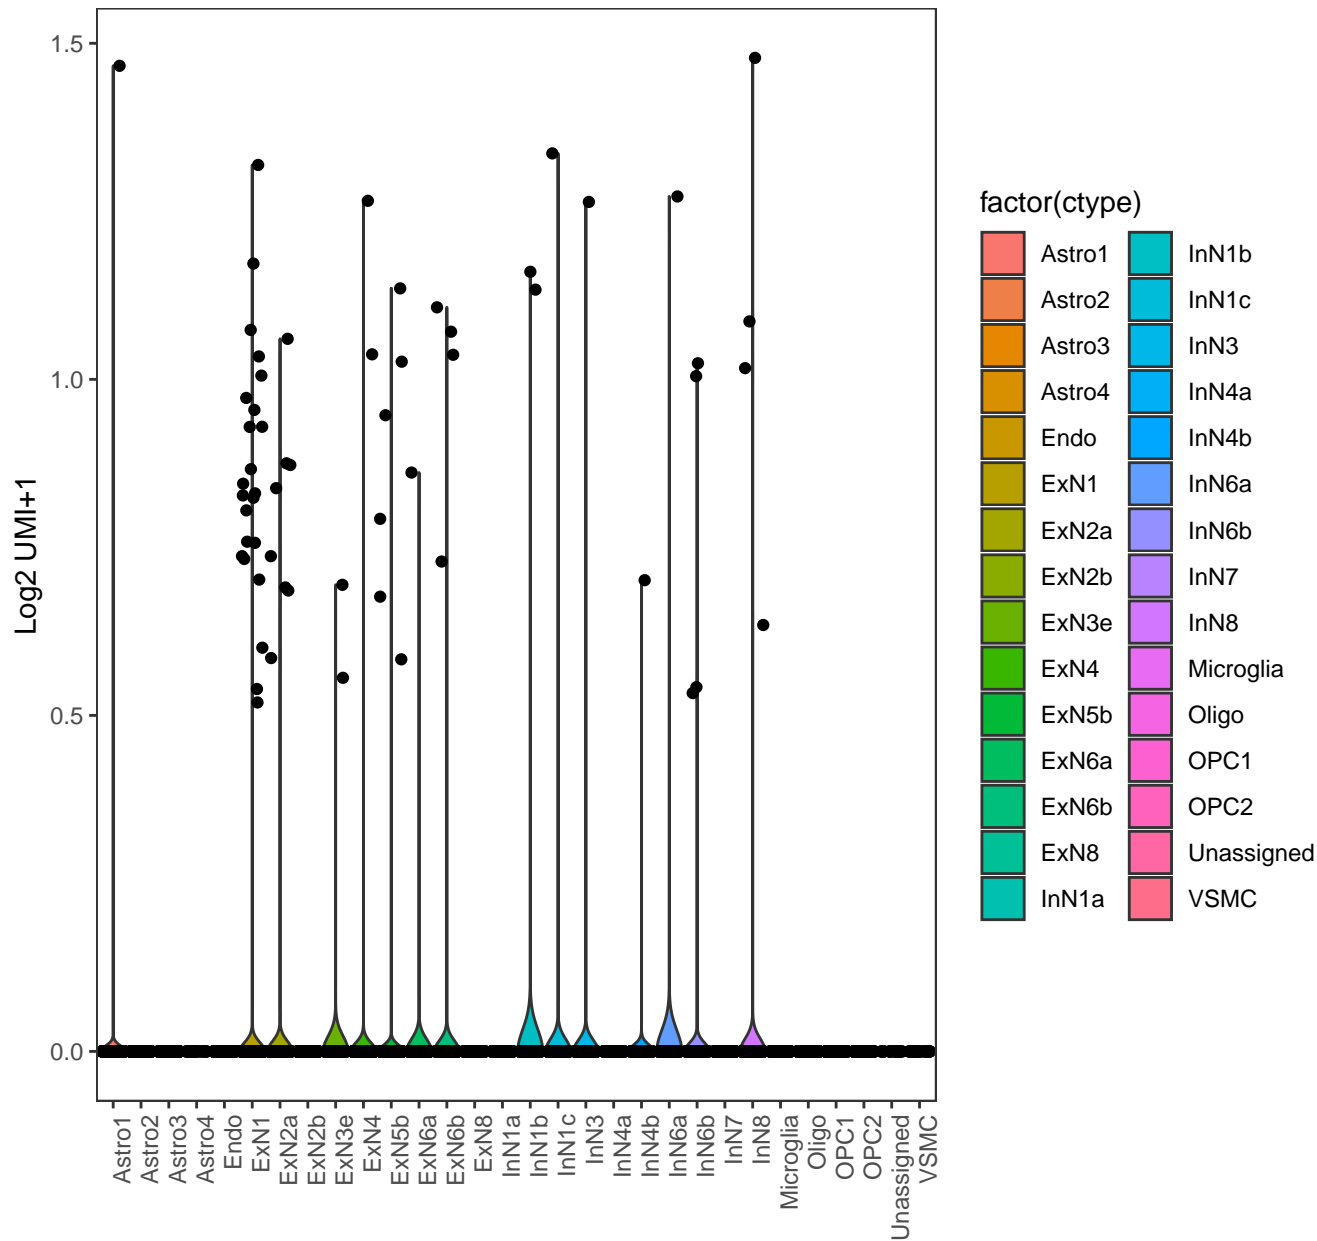 Log2 UMI+1
1.5
1.0
0.5
0.0
Astro1
Astro2
Astro3
Astro4
Endo
ExN1
ExN2a
ExN2b
ExN3e
ExN4
ExN5b
ExN6a
ExN6b
ExN8
InN1a
InN1b
InN1c
InN3
InN4a
InN4b
InN6a
InN6b
InN7
InN8
Microglia
Oligo
OPC1
OPC2
Unassigned
VSMC
factor(ctype)
Astro1
Astro2
Astro3
Astro4
Endo
ExN1
ExN2a
ExN2b
ExN3e
ExN4
ExN5b
ExN6a
ExN6b
ExN8
InN1a
InN1b
InN1c
InN3
InN4a
InN4b
InN6a
InN6b
InN7
InN8
Microglia
Oligo
OPC1
OPC2
Unassigned
VSMC